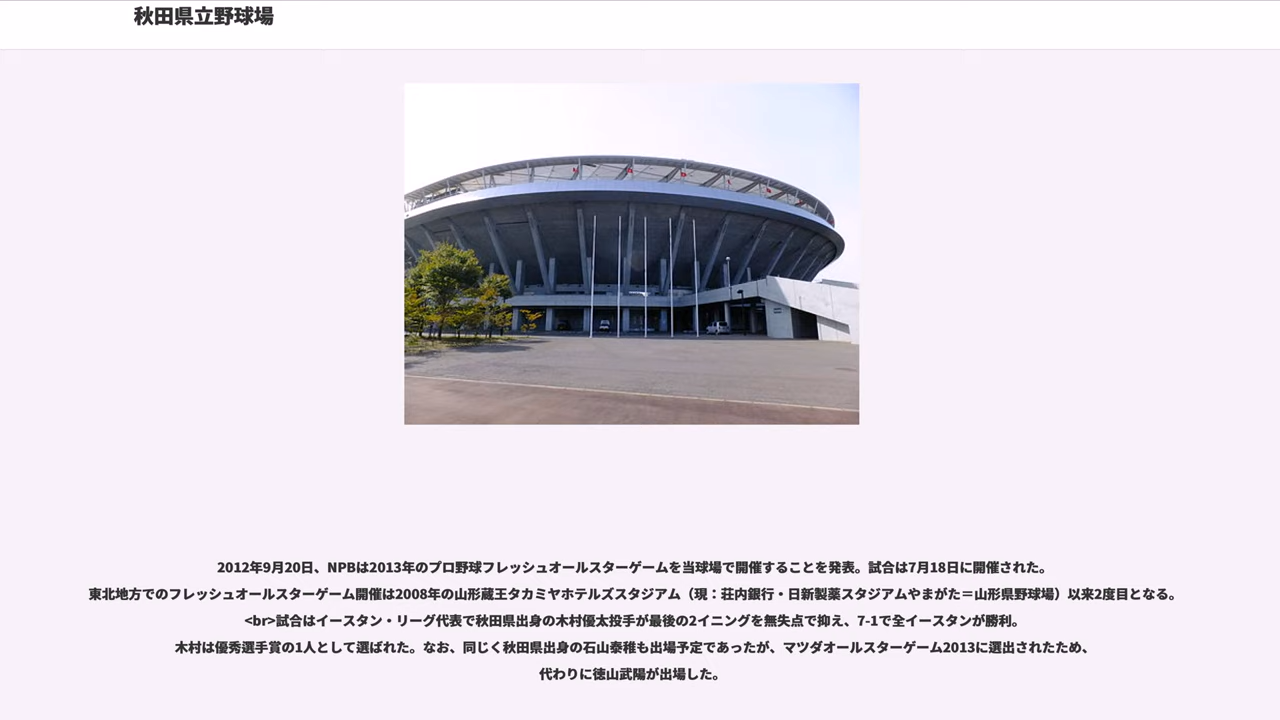 秋田県立野球場
2012年9月20日、NPBは2013年のプロ野球フレッシュオールスターゲームを当球場で開催することを発表。試合は7月18日に開催された。
東北地方でのフレッシュオールスターゲーム開催は2008年の山形蔵王タカミヤホテルズスタジアム（現：荘内銀行・日新製薬スタジアムやまがた＝山形県野球場）以来2度目となる。
<br>試合はイースタン・リーグ代表で秋田県出身の木村優太投手が最後の2イニングを無失点で抑え、7-1で全イースタンが勝利。
木村は優秀選手賞の1人として選ばれた。なお、同じく秋田県出身の石山泰稚も出場予定であったが、マツダオールスターゲーム2013に選出されたため、
代わりに徳山武陽が出場した。